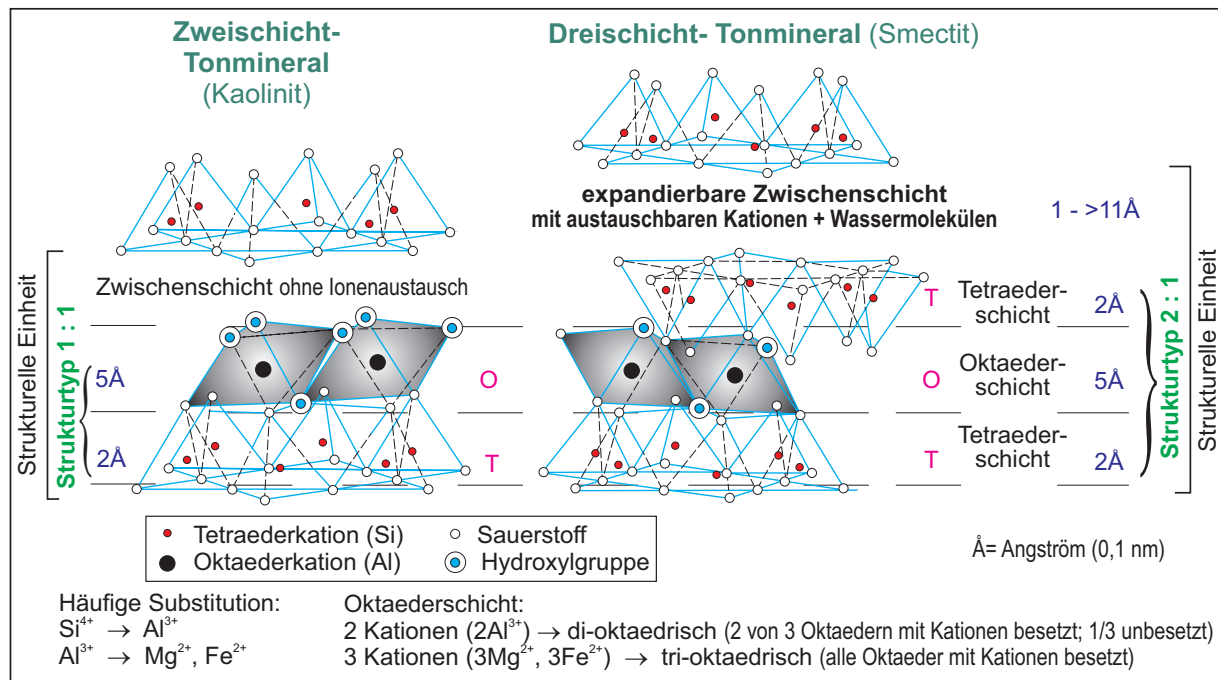 Zweischicht-
Tonmineral
(Kaolinit)
Dreischicht- Tonmineral (Smectit)
expandierbare Zwischenschicht
mit austauschbaren Kationen + Wassermolekülen
1 - >11Å
Zwischenschicht ohne Ionenaustausch
Strukturelle Einheit
Strukturtyp 1 : 1
5Å
2Å
O
T
T
Tetraeder-
schicht
2Å
O
Oktaeder-
schicht
5Å
T
Tetraeder-
schicht
2Å
Strukturtyp 2 : 1
Strukturelle Einheit
Tetraederkation (Si)
Sauerstoff
Oktaederkation (Al)
Hydroxylgruppe
Å= Angström (0,1 nm)
Häufige Substitution:
Si⁴⁺ → Al³⁺
Al³⁺ → Mg²⁺, Fe²⁺
Oktaederschicht:
2 Kationen (2Al³⁺) → di-oktaedrisch (2 von 3 Oktaedern mit Kationen besetzt; 1/3 unbesetzt)
3 Kationen (3Mg²⁺, 3Fe²⁺) → tri-oktaedrisch (alle Oktaeder mit Kationen besetzt)